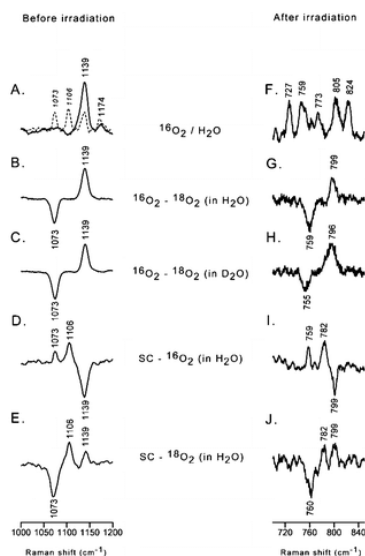 Before irradiation
After irradiation
A.
1073
1106
1139
1174
16O2 / H2O
F.
727
759
773
805
824
B.
1139
1073
16O2 - 18O2 (in H2O)
G.
799
759
C.
1139
1073
16O2 - 18O2 (in D2O)
H.
796
755
D.
1073
1106
1139
SC - 16O2 (in H2O)
I.
759
782
799
E.
1106
1139
1073
SC - 18O2 (in H2O)
J.
782
799
760
1000 1050 1100 1150 1200
720 760 800 840
Raman shift (cm-1)
Raman shift (cm-1)